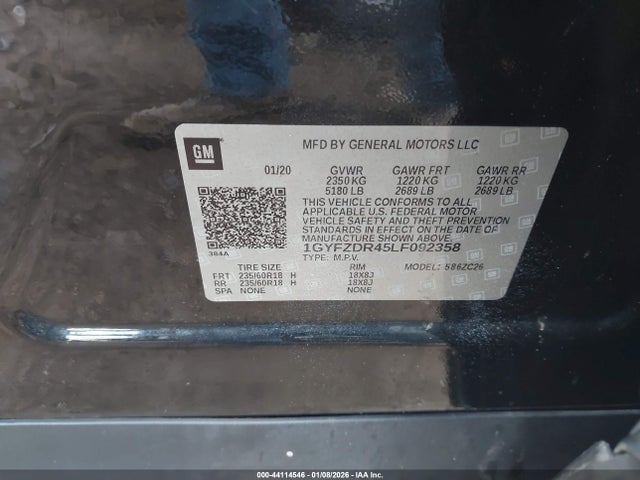 GM
MFD BY GENERAL MOTORS LLC
01/20 GVWR GAWR FRT GAWR RR
2350 KG 1220 KG 1220 KG
5180 LB 2689 LB 2689 LB
THIS VEHICLE CONFORMS TO ALL
APPLICABLE U.S. FEDERAL MOTOR
VEHICLE SAFETY AND THEFT PREVENTION
STANDARDS IN EFFECT ON THE DATE
OF MANUFACTURE SHOWN ABOVE.
384A 1GYFZDR45LF092358
TYPE: M.P.V. MODEL: 586ZC26
TIRE SIZE RIM
FRT 235/60R18 H 18X8J
RR 235/60R18 H 18X8J
SPA NONE NONE
000-44114546 - 01/08/2026 - IAA Inc.